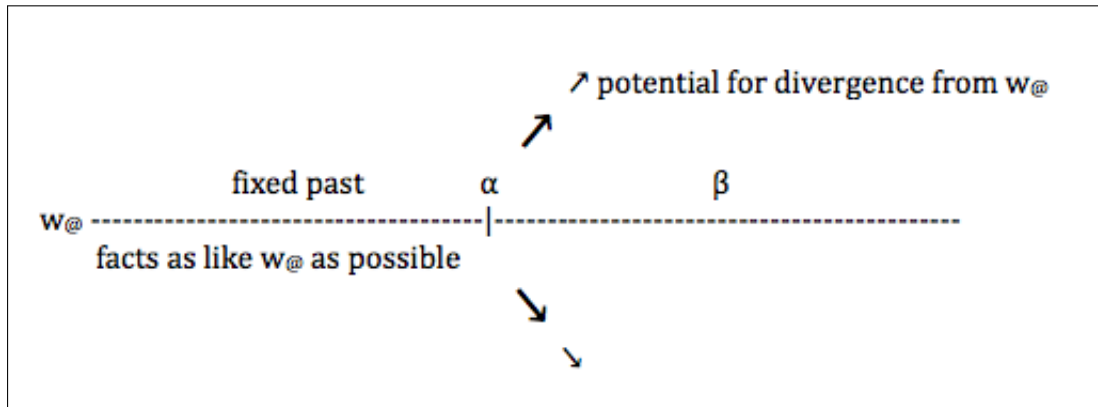 ↗ potential for divergence from w@
fixed past α β
w@ -------------------------------------|--------------------------------------------
facts as like w@ as possible